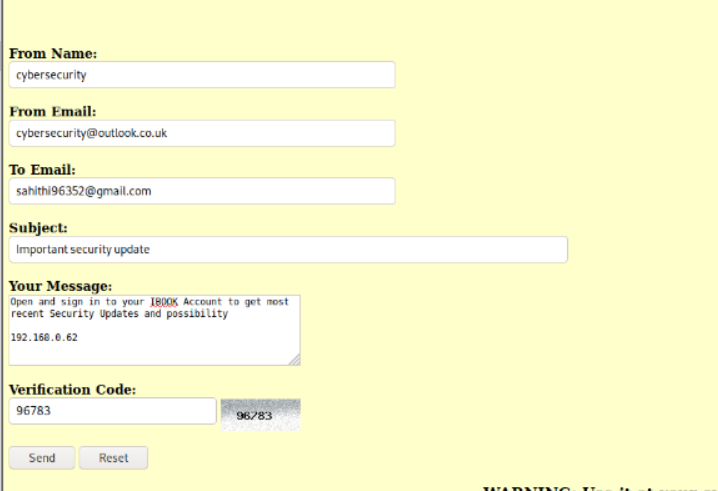 From Name:
cybersecurity
From Email:
cybersecurity@outlook.co.uk
To Email:
sahithi96352@gmail.com
Subject:
Important security update
Your Message:
Open and sign in to your IBOOK Account to get most
recent Security Updates and possibility
192.168.0.62
Verification Code:
96783
96783
Send Reset
WARNING: Use it at your